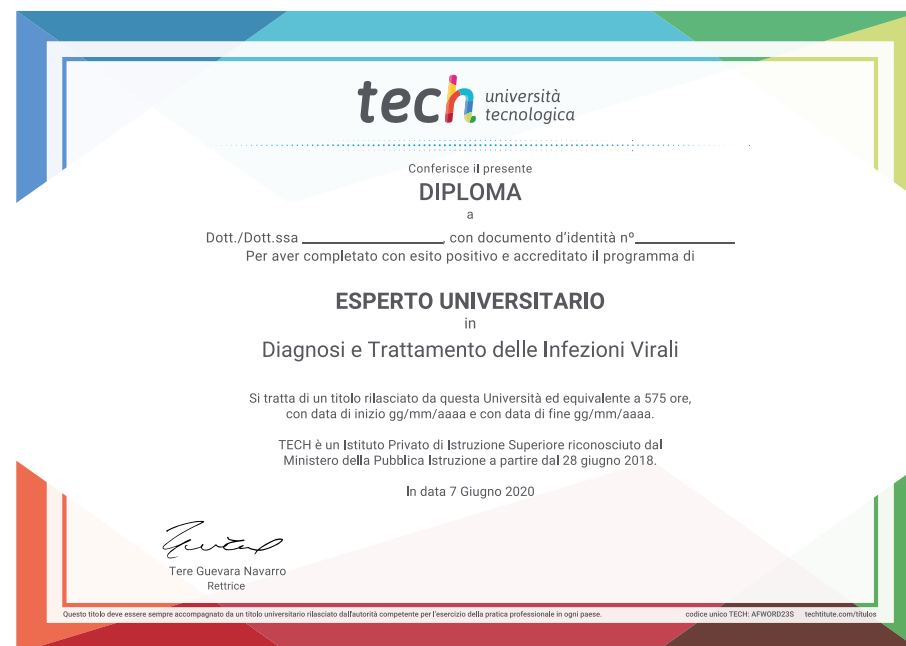 tech università
tecnologica
Conferisce il presente
DIPLOMA
a
Dott./Dott.ssa ____________________, con documento d'identità nº______________
Per aver completato con esito positivo e accreditato il programma di
ESPERTO UNIVERSITARIO
in
Diagnosi e Trattamento delle Infezioni Virali
Si tratta di un titolo rilasciato da questa Università ed equivalente a 575 ore,
con data di inizio gg/mm/aaaa e con data di fine gg/mm/aaaa.
TECH è un Istituto Privato di Istruzione Superiore riconosciuto dal
Ministero della Pubblica Istruzione a partire dal 28 giugno 2018.
In data 7 Giugno 2020
Tere Guevara Navarro
Rettrice
Questo titolo deve essere sempre accompagnato da un titolo universitario rilasciato dall'autorità competente per l'esercizio della pratica professionale in ogni paese. codice unico TECH: AFWORD23S techtitute.com/titulos